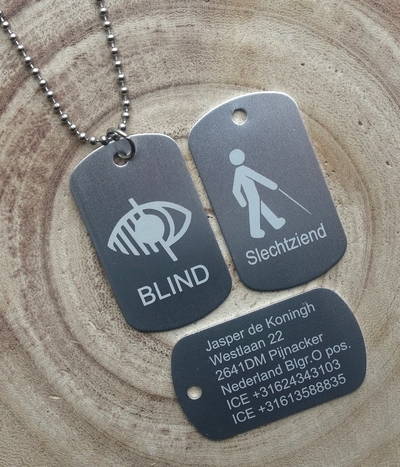 BLIND
Slechtziend
Jasper de Koningh
Westlaan 22
2641DM Pijnacker
Nederland Blgr.O pos.
ICE +31624343103
ICE +31613588835